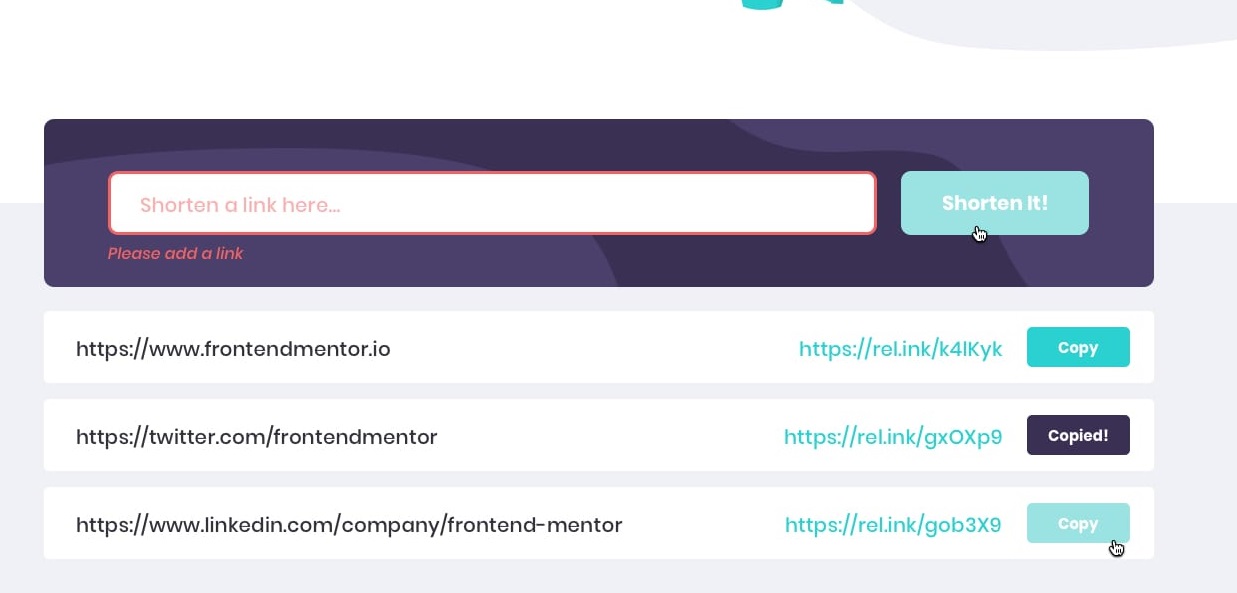 Shorten a link here...
Shorten It!
Please add a link
https://www.frontendmentor.io
https://rel.ink/k4lKyk
Copy
https://twitter.com/frontendmentor
https://rel.ink/gxOXp9
Copied!
https://www.linkedin.com/company/frontend-mentor
https://rel.ink/gob3X9
Copy